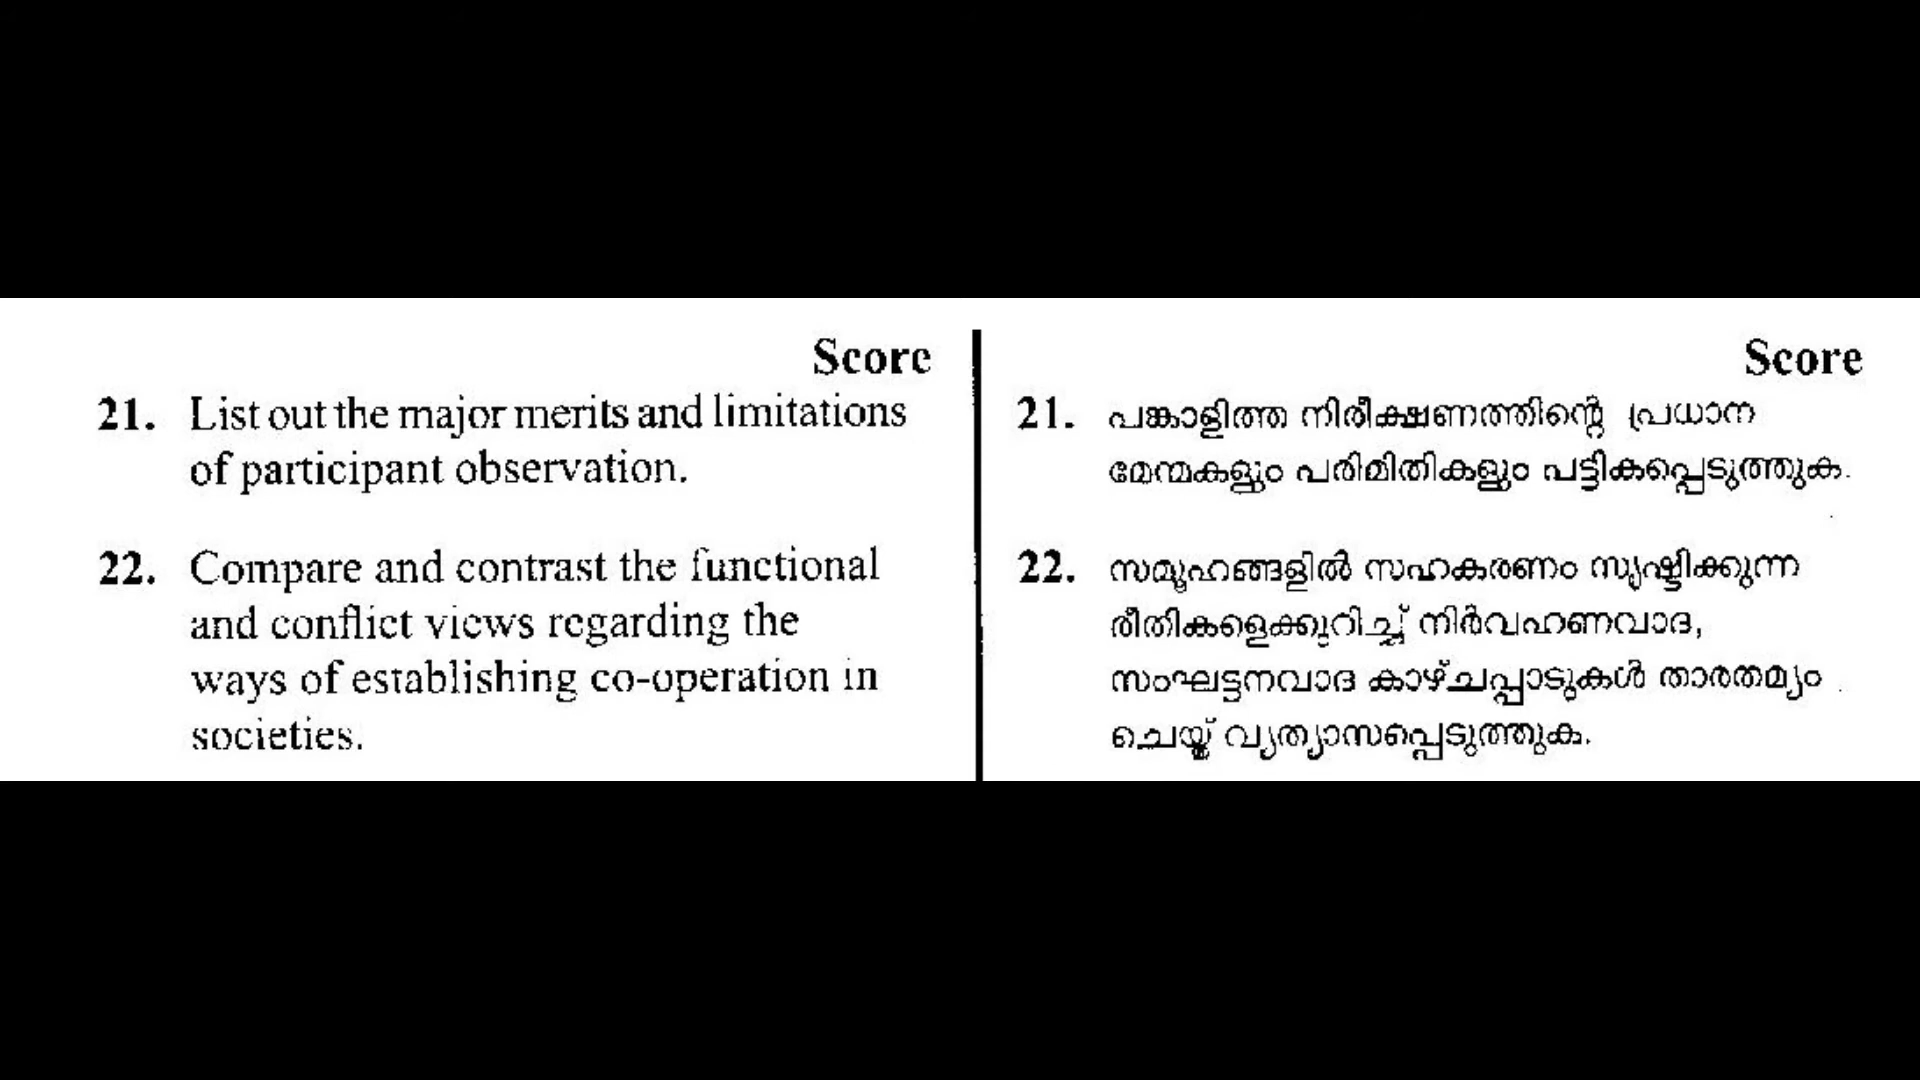 Score
21. List out the major merits and limitations
of participant observation.
22. Compare and contrast the functional
and conflict views regarding the
ways of establishing co-operation in
societies.
Score
21. പങ്കാളിത്ത നിരീക്ഷണത്തിന്റെ പ്രധാന
മേന്മകളും പരിമിതികളും പട്ടികപ്പെടുത്തുക.
22. സമൂഹങ്ങളിൽ സഹകരണം സൃഷ്ടിക്കുന്ന
രീതികളെക്കുറിച്ച് നിർവഹണവാദ,
സംഘട്ടനവാദ കാഴ്ചപ്പാടുകൾ താരതമ്യം
ചെയ്ത് വ്യത്യാസപ്പെടുത്തുക.